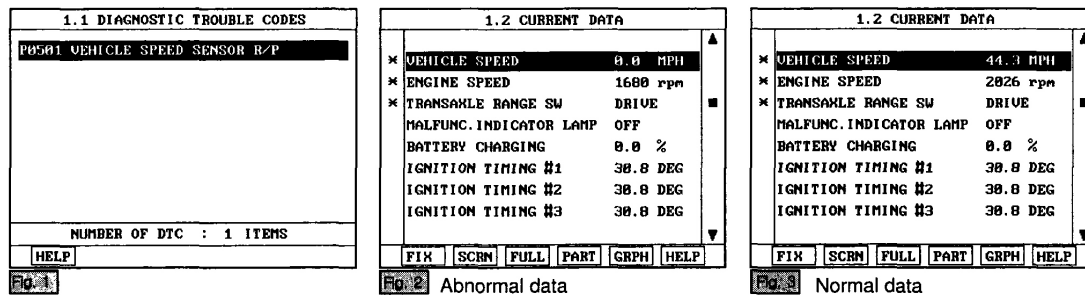 1.1 DIAGNOSTIC TROUBLE CODES
P0501 VEHICLE SPEED SENSOR R/P
NUMBER OF DTC : 1 ITEMS
HELP
Fig. 1
1.2 CURRENT DATA
* VEHICLE SPEED 0.0 MPH
* ENGINE SPEED 1680 rpm
* TRANSAXLE RANGE SW DRIVE
MALFUNC.INDICATOR LAMP OFF
BATTERY CHARGING 0.0 %
IGNITION TIMING #1 30.8 DEG
IGNITION TIMING #2 30.8 DEG
IGNITION TIMING #3 30.8 DEG
FIX SCRN FULL PART GRPH HELP
Fig. 2 Abnormal data
1.2 CURRENT DATA
* VEHICLE SPEED 44.3 MPH
* ENGINE SPEED 2026 rpm
* TRANSAXLE RANGE SW DRIVE
MALFUNC.INDICATOR LAMP OFF
BATTERY CHARGING 0.0 %
IGNITION TIMING #1 30.8 DEG
IGNITION TIMING #2 30.8 DEG
IGNITION TIMING #3 30.8 DEG
FIX SCRN FULL PART GRPH HELP
Fig. 3 Normal data